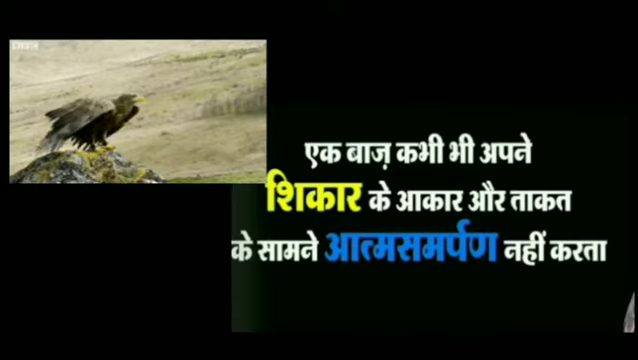 BBC
एक बाज़ कभी भी अपने
शिकार के आकार और ताकत
के सामने आत्मसमर्पण नहीं करता